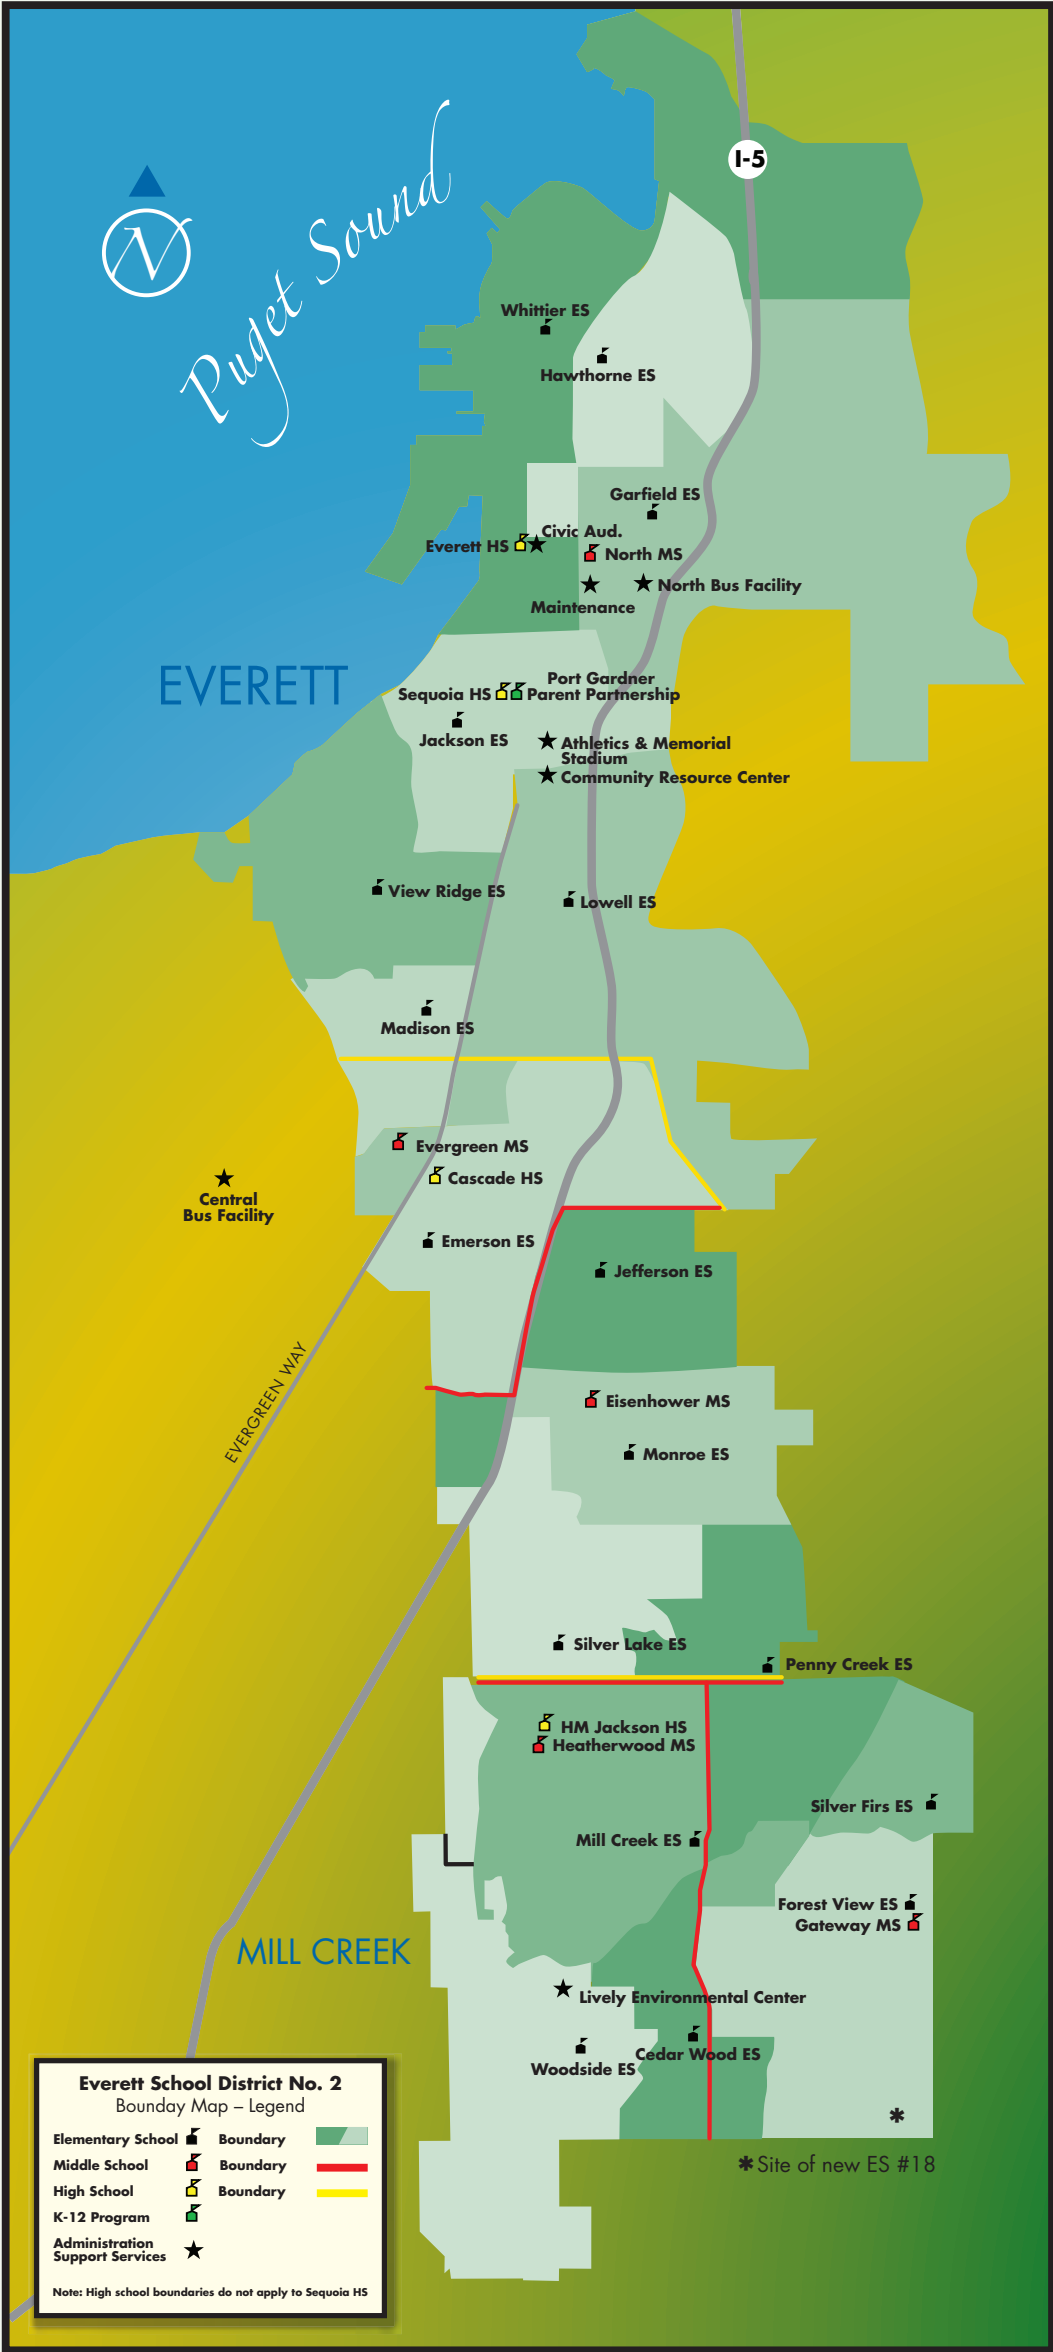 I-5
N
Puget Sound
Whittier ES
Hawthorne ES
Garfield ES
Civic Aud.
Everett HS
North MS
North Bus Facility
Maintenance
EVERETT
Port Gardner
Sequoia HS
Parent Partnership
Jackson ES
Athletics & Memorial
Stadium
Community Resource Center
View Ridge ES
Lowell ES
Madison ES
Evergreen MS
Cascade HS
Central
Bus Facility
Emerson ES
Jefferson ES
EVERGREEN WAY
Eisenhower MS
Monroe ES
Silver Lake ES
Penny Creek ES
HM Jackson HS
Heatherwood MS
Silver Firs ES
Mill Creek ES
Forest View ES
Gateway MS
MILL CREEK
Lively Environmental Center
Cedar Wood ES
Woodside ES
*
* Site of new ES #18
Everett School District No. 2
Bounday Map – Legend
Elementary School Boundary
Middle School Boundary
High School Boundary
K-12 Program
Administration
Support Services
Note: High school boundaries do not apply to Sequoia HS